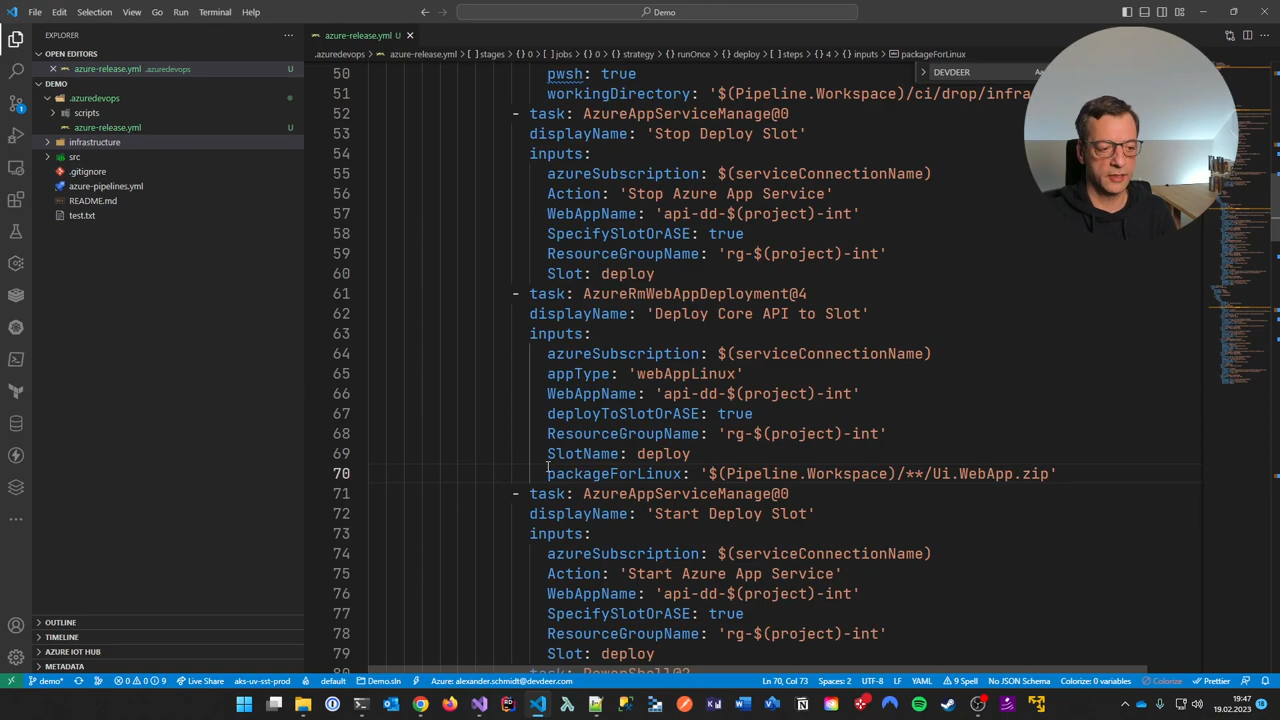 File Edit Selection View Go Run Terminal Help
Demo
EXPLORER
OPEN EDITORS
azure-release.yml .azuredevops U
DEMO
.azuredevops
scripts
azure-release.yml U
infrastructure
src
.gitignore
azure-pipelines.yml
README.md
test.txt
OUTLINE
TIMELINE
AZURE IOT HUB
METADATA
azure-release.yml U
.azuredevops > azure-release.yml > [ ] stages > {} 0 > [ ] jobs > {} 0 > strategy > runOnce > deploy > [ ] steps > {} 4 > {} inputs > packageForLinux
DEVDEER
50 pwsh: true
51 workingDirectory: '$(Pipeline.Workspace)/ci/drop/infra
52 - task: AzureAppServiceManage@0
53 displayName: 'Stop Deploy Slot'
54 inputs:
55 azureSubscription: $(serviceConnectionName)
56 Action: 'Stop Azure App Service'
57 WebAppName: 'api-dd-$(project)-int'
58 SpecifySlotOrASE: true
59 ResourceGroupName: 'rg-$(project)-int'
60 Slot: deploy
61 - task: AzureRmWebAppDeployment@4
62 displayName: 'Deploy Core API to Slot'
63 inputs:
64 azureSubscription: $(serviceConnectionName)
65 appType: 'webAppLinux'
66 WebAppName: 'api-dd-$(project)-int'
67 deployToSlotOrASE: true
68 ResourceGroupName: 'rg-$(project)-int'
69 SlotName: deploy
70 packageForLinux: '$(Pipeline.Workspace)/**/Ui.WebApp.zip'
71 - task: AzureAppServiceManage@0
72 displayName: 'Start Deploy Slot'
73 inputs:
74 azureSubscription: $(serviceConnectionName)
75 Action: 'Start Azure App Service'
76 WebAppName: 'api-dd-$(project)-int'
77 SpecifySlotOrASE: true
78 ResourceGroupName: 'rg-$(project)-int'
79 Slot: deploy
80 - task: PowerShell@2
demo* 0 0 9 Live Share default Demo.sln Azure: alexander.schmidt@devdeer.com Ln 70, Col 73 Spaces: 2 UTF-8 LF YAML Colorize: 0 variables 9 Spell No JSON Schema Colorize Prettier
19:47
19.02.2023